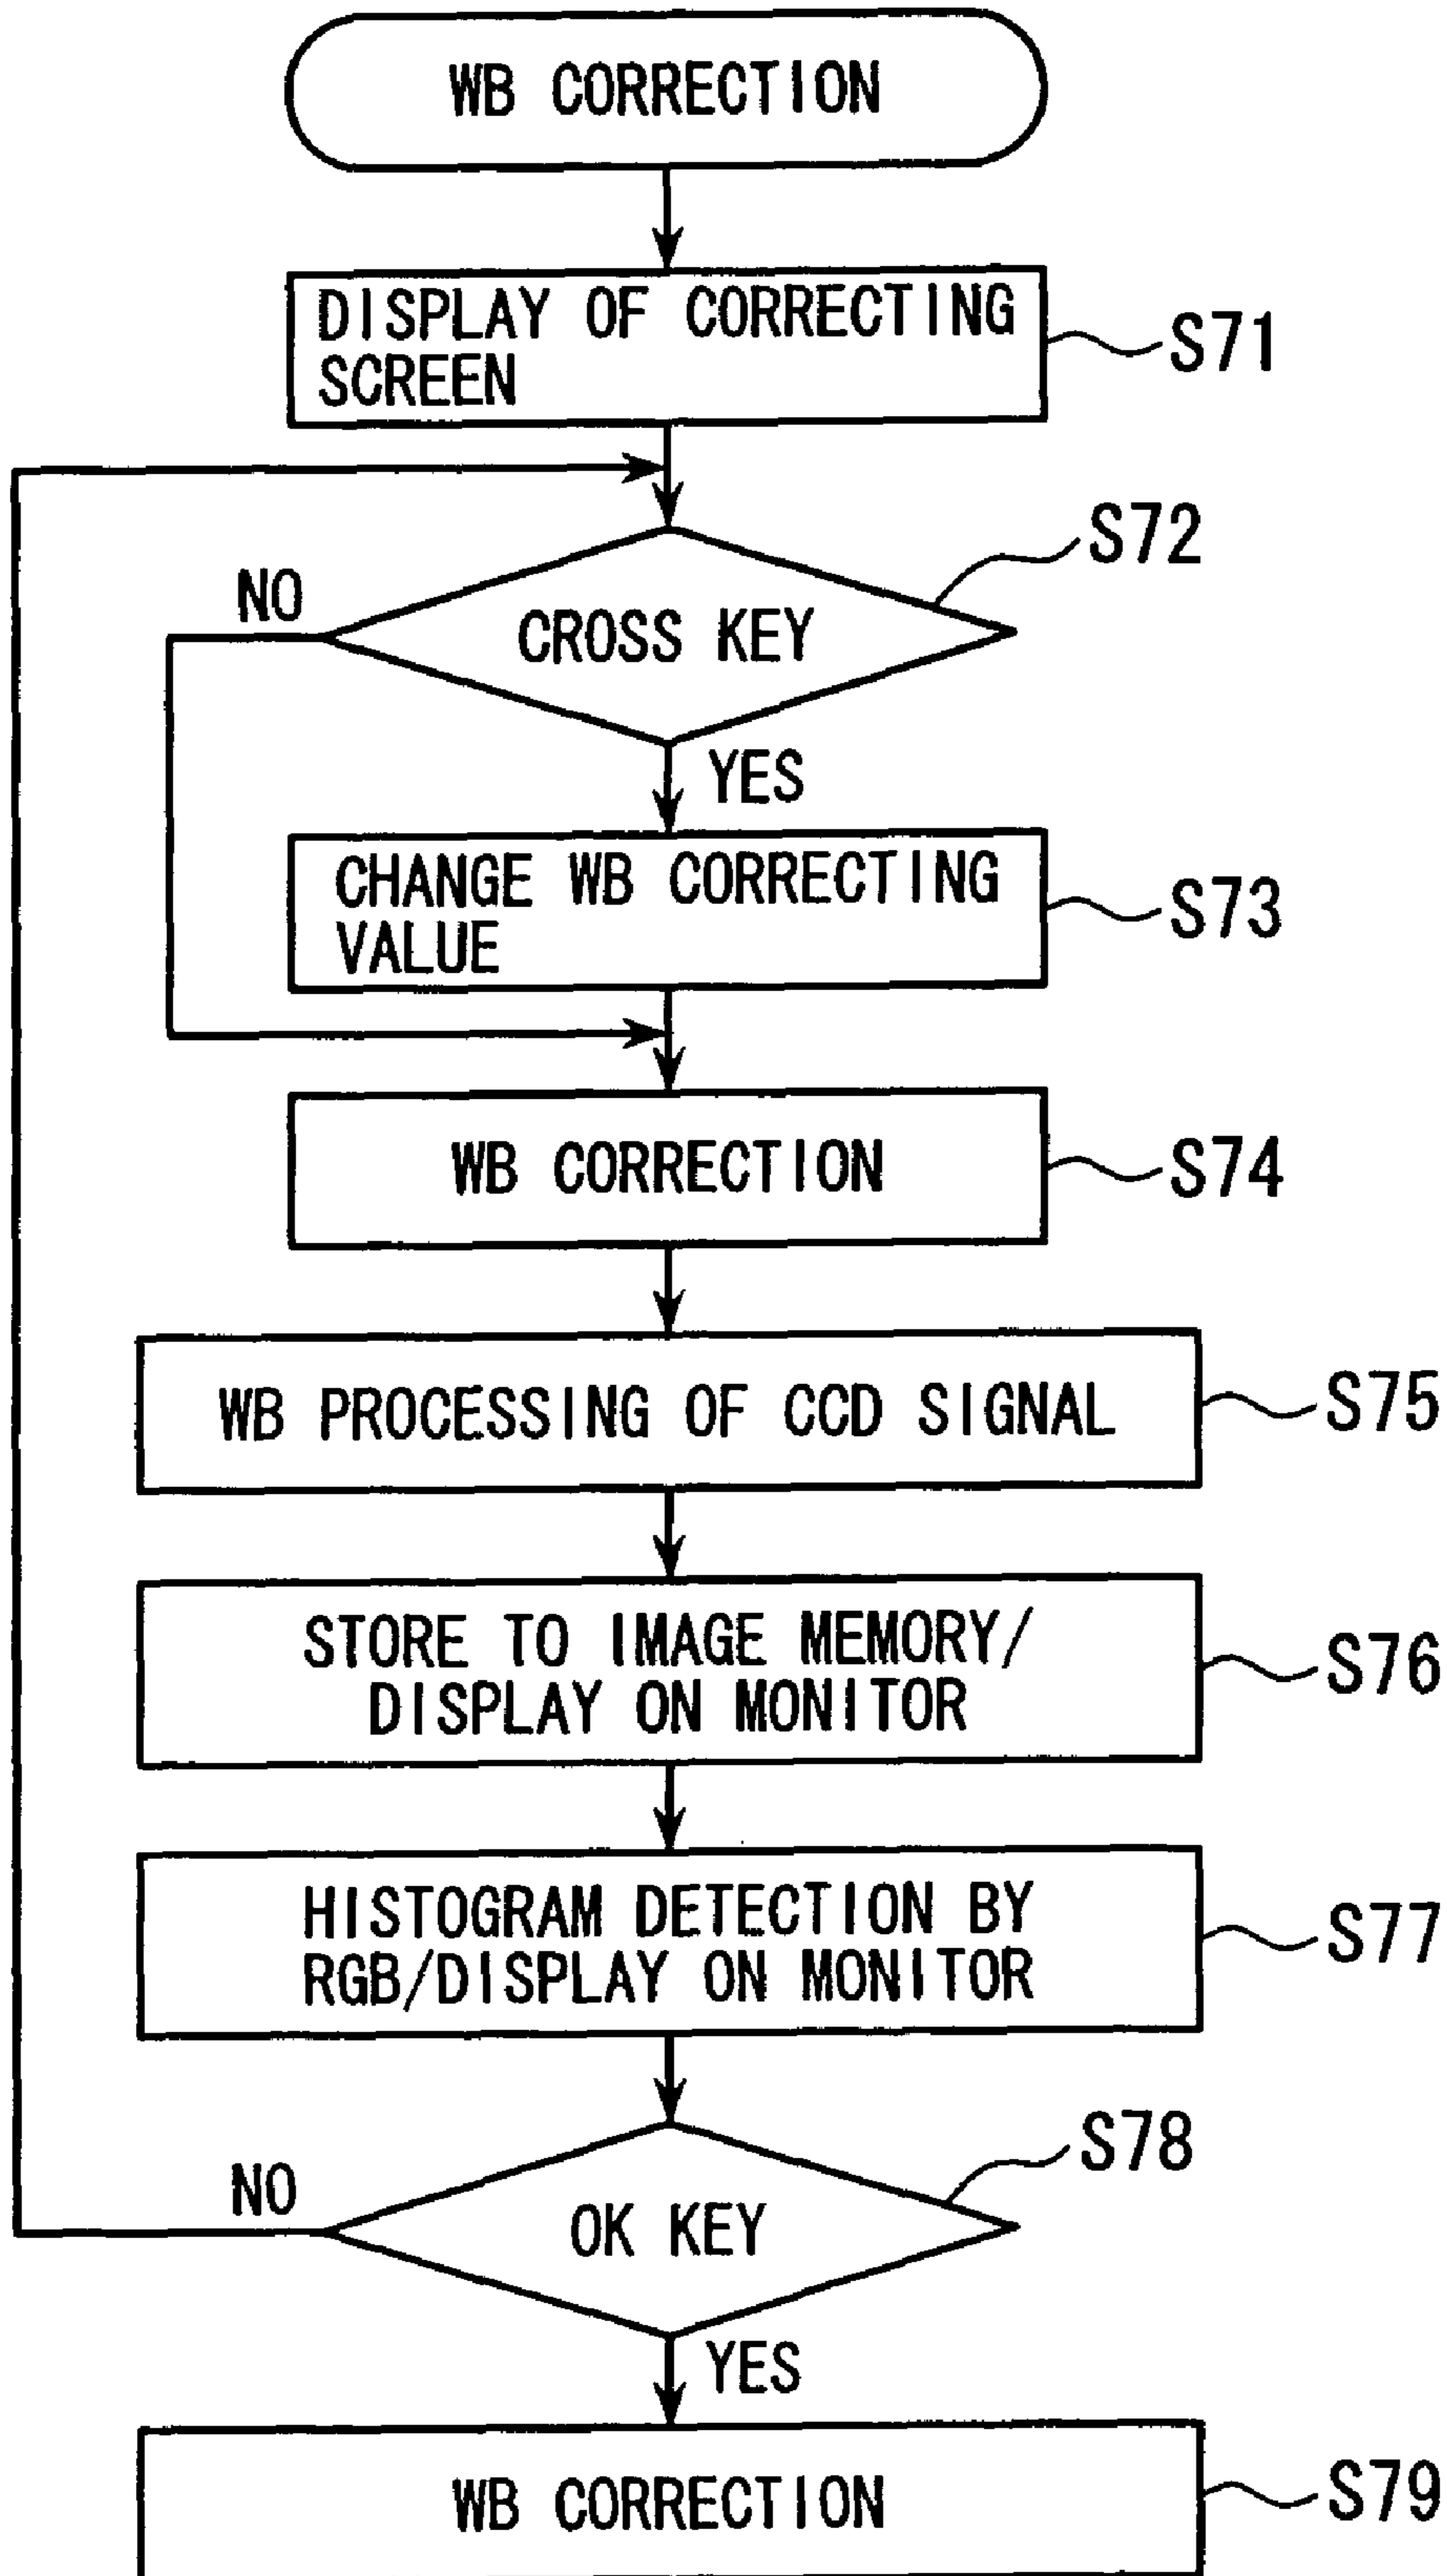 WB CORRECTION
DISPLAY OF CORRECTING
SCREEN
S71
S72
NO
CROSS KEY
YES
CHANGE WB CORRECTING
VALUE
S73
WB CORRECTION
S74
WB PROCESSING OF CCD SIGNAL
S75
STORE TO IMAGE MEMORY/
DISPLAY ON MONITOR
S76
HISTOGRAM DETECTION BY
RGB/DISPLAY ON MONITOR
S77
S78
NO
OK KEY
YES
WB CORRECTION
S79